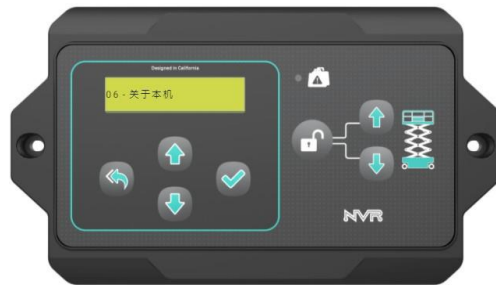 Designed in California
06 - 关于本机
NVR